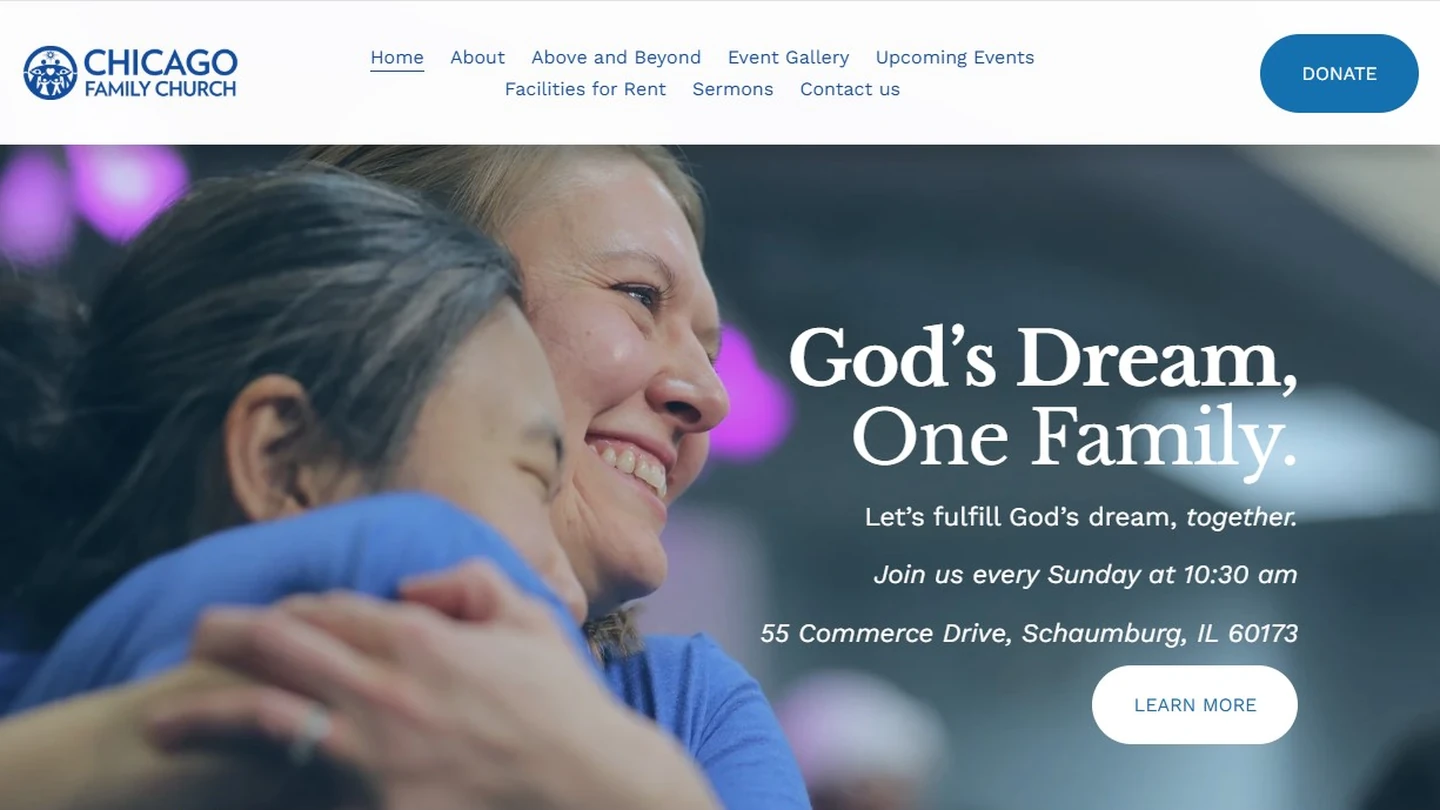 CHICAGO
FAMILY CHURCH
Home About Above and Beyond Event Gallery Upcoming Events
Facilities for Rent Sermons Contact us
DONATE
God’s Dream,
One Family.
Let’s fulfill God’s dream, together.
Join us every Sunday at 10:30 am
55 Commerce Drive, Schaumburg, IL 60173
LEARN MORE